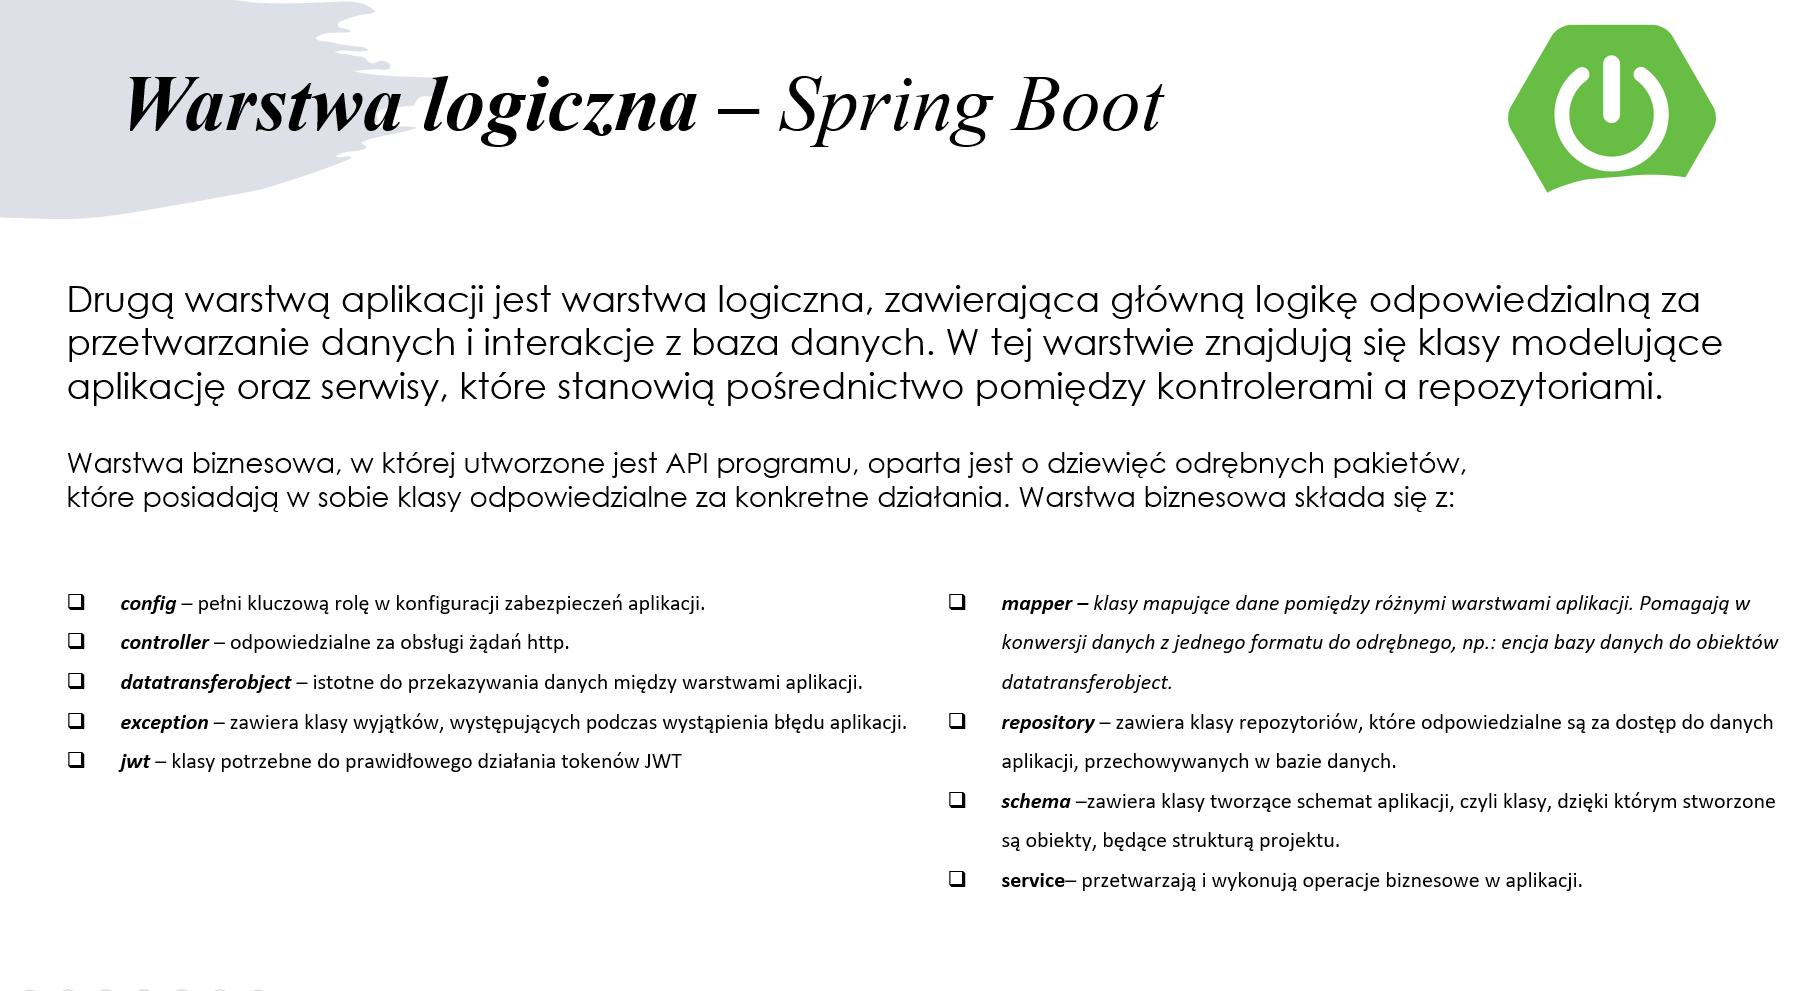 Warstwa logiczna – Spring Boot
Drugą warstwą aplikacji jest warstwa logiczna, zawierająca główną logikę odpowiedzialną za
przetwarzanie danych i interakcje z baza danych. W tej warstwie znajdują się klasy modelujące
aplikację oraz serwisy, które stanowią pośrednictwo pomiędzy kontrolerami a repozytoriami.
Warstwa biznesowa, w której utworzone jest API programu, oparta jest o dziewięć odrębnych pakietów,
które posiadają w sobie klasy odpowiedzialne za konkretne działania. Warstwa biznesowa składa się z:
❑ config – pełni kluczową rolę w konfiguracji zabezpieczeń aplikacji.
❑ controller – odpowiedzialne za obsługi żądań http.
❑ datatransferobject – istotne do przekazywania danych między warstwami aplikacji.
❑ exception – zawiera klasy wyjątków, występujących podczas wystąpienia błędu aplikacji.
❑ jwt – klasy potrzebne do prawidłowego działania tokenów JWT
❑ mapper – klasy mapujące dane pomiędzy różnymi warstwami aplikacji. Pomagają w
konwersji danych z jednego formatu do odrębnego, np.: encja bazy danych do obiektów
datatransferobject.
❑ repository – zawiera klasy repozytoriów, które odpowiedzialne są za dostęp do danych
aplikacji, przechowywanych w bazie danych.
❑ schema –zawiera klasy tworzące schemat aplikacji, czyli klasy, dzięki którym stworzone
są obiekty, będące strukturą projektu.
❑ service– przetwarzają i wykonują operacje biznesowe w aplikacji.